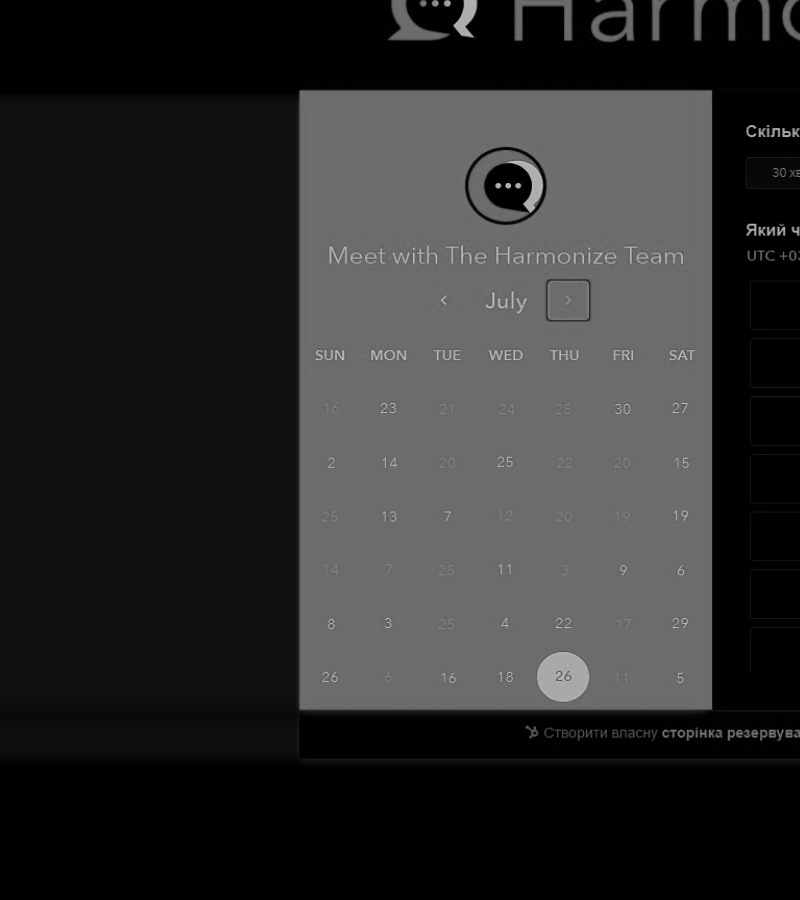 Harmo
Meet with The Harmonize Team
July
SUN MON TUE WED THU FRI SAT
16 23 21 24 25 30 27
2 14 20 25 22 20 15
25 13 7 12 20 19 19
14 7 25 11 3 9 6
8 3 25 4 22 17 29
26 6 16 18 26 11 5
Скільк
30 хв
Який ч
UTC +03
Створити власну сторінка резервува